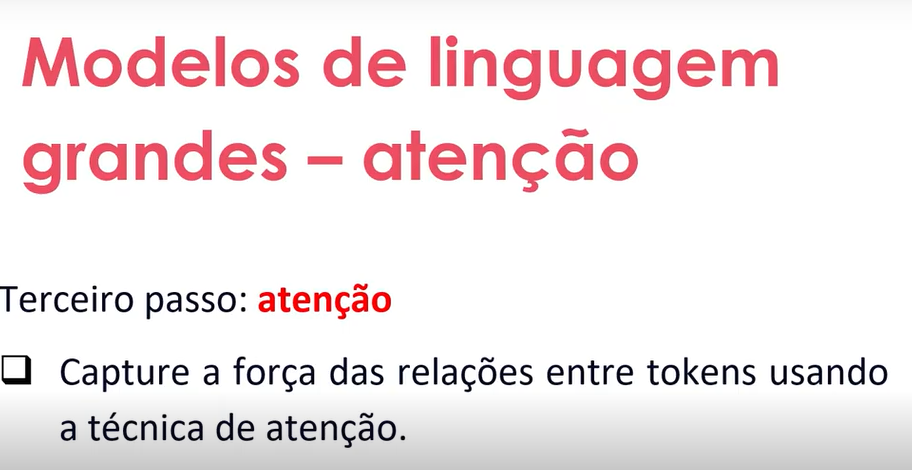 Modelos de linguagem
grandes – atenção
Terceiro passo: atenção
❑ Capture a força das relações entre tokens usando
a técnica de atenção.